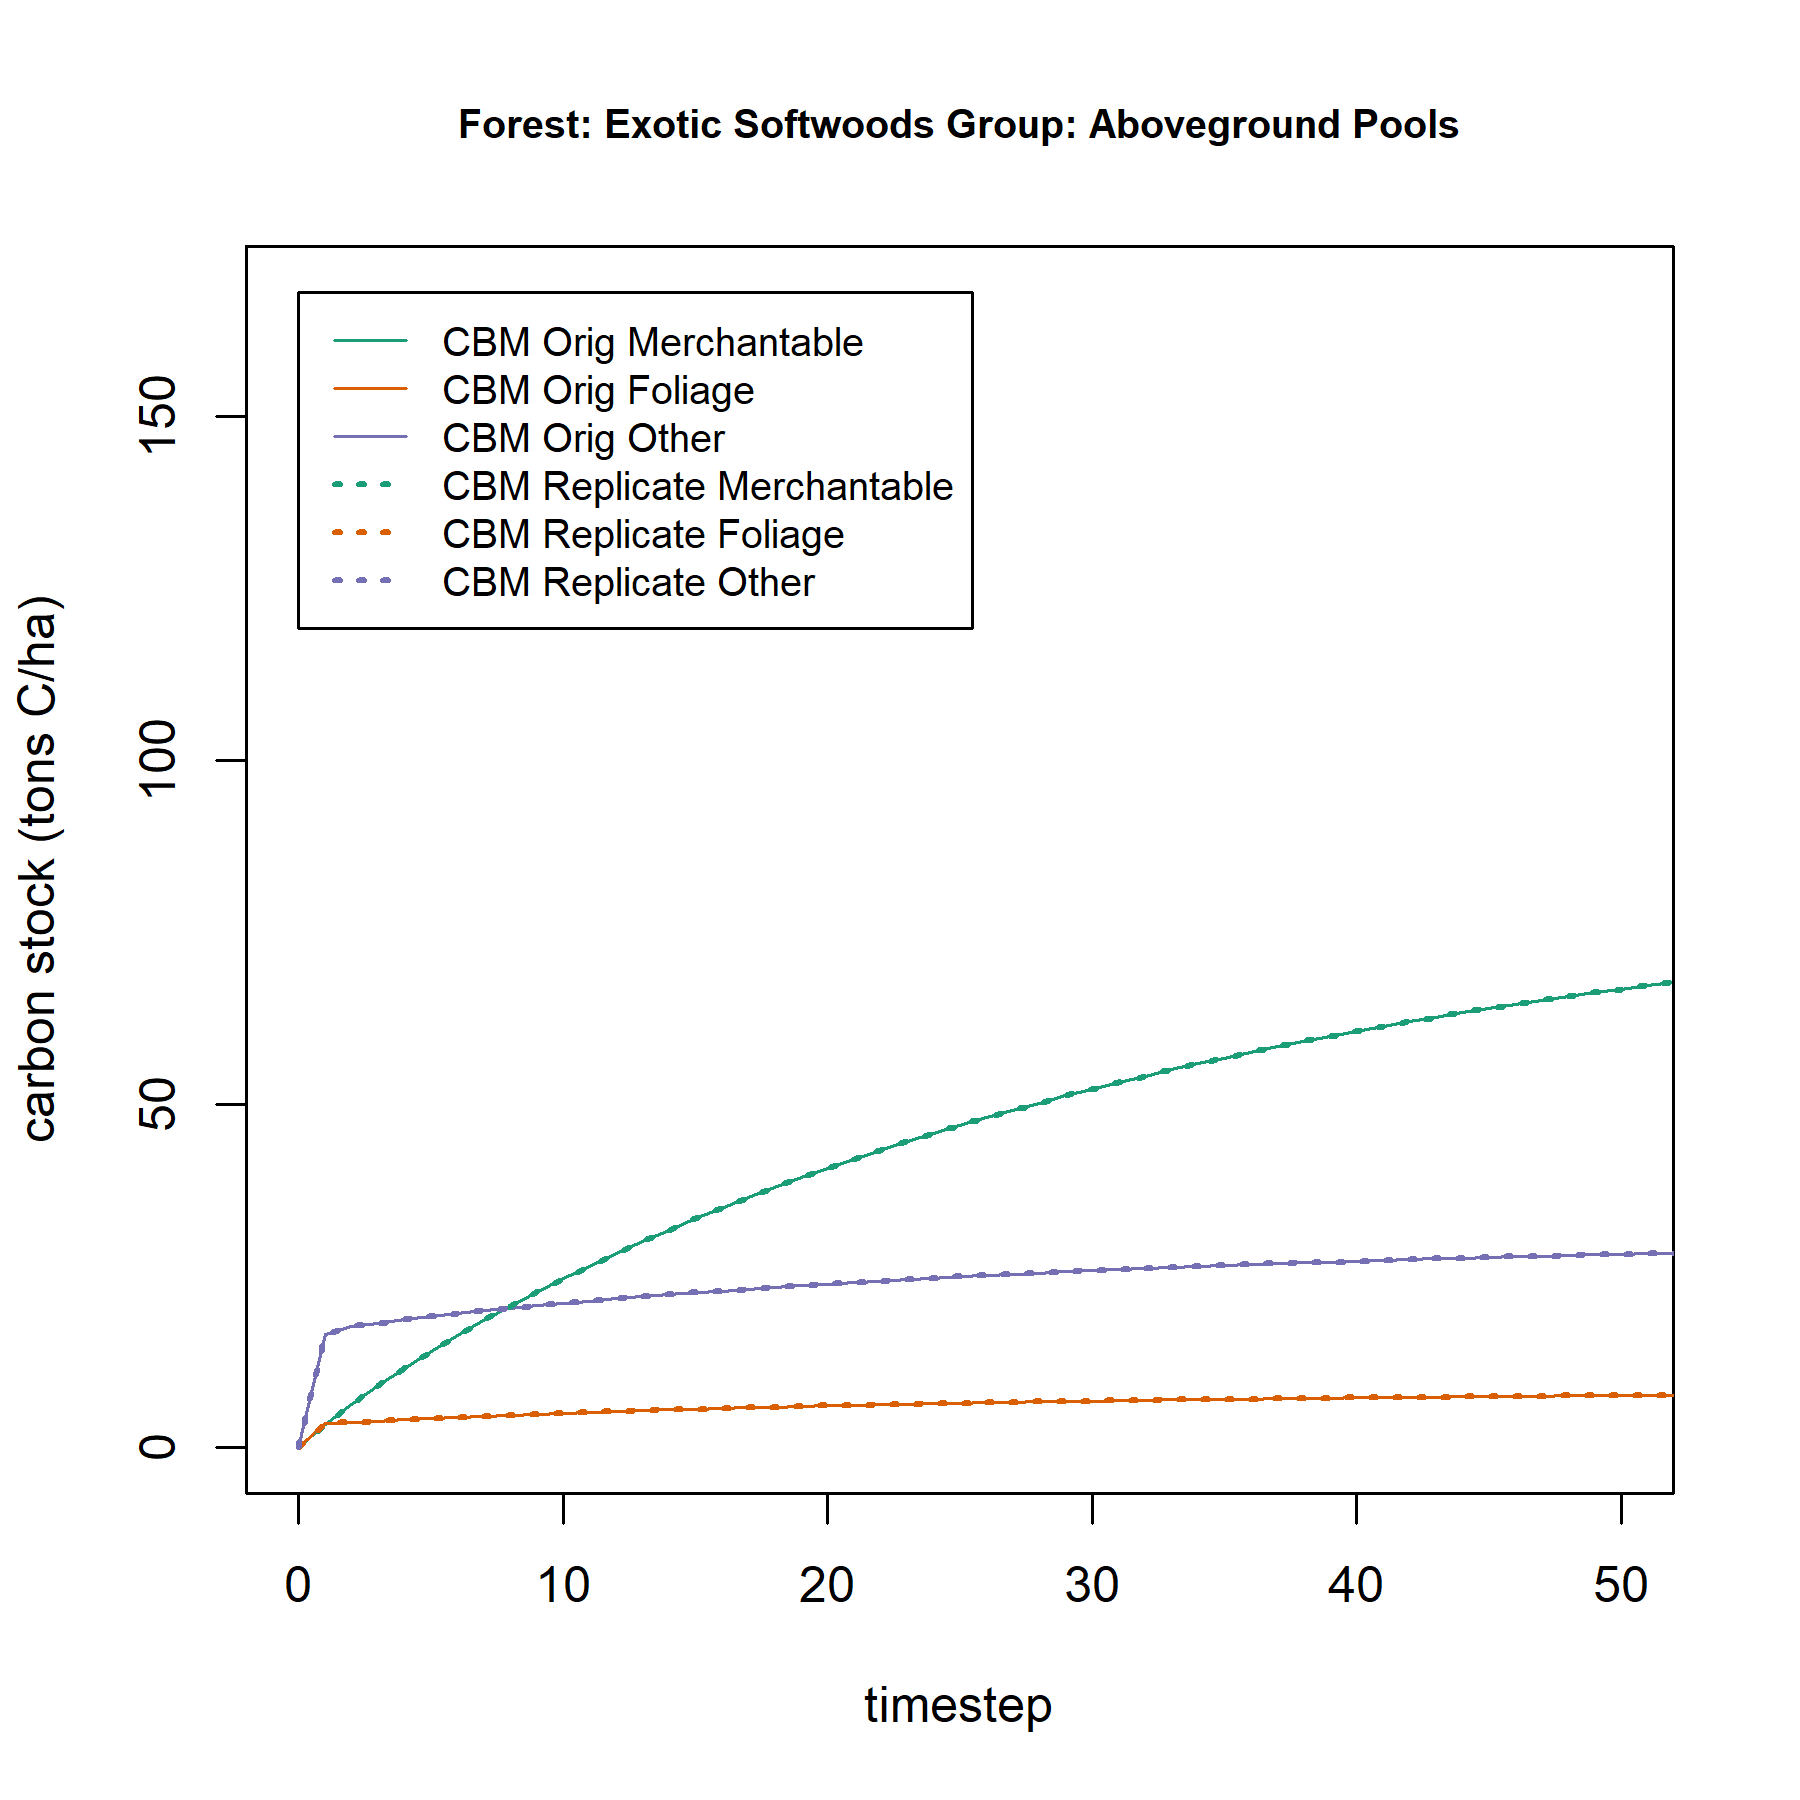 Forest: Exotic Softwoods Group: Aboveground Pools
CBM Orig Merchantable
CBM Orig Foliage
CBM Orig Other
CBM Replicate Merchantable
CBM Replicate Foliage
CBM Replicate Other
carbon stock (tons C/ha)
150
100
50
0
0 10 20 30 40 50
timestep